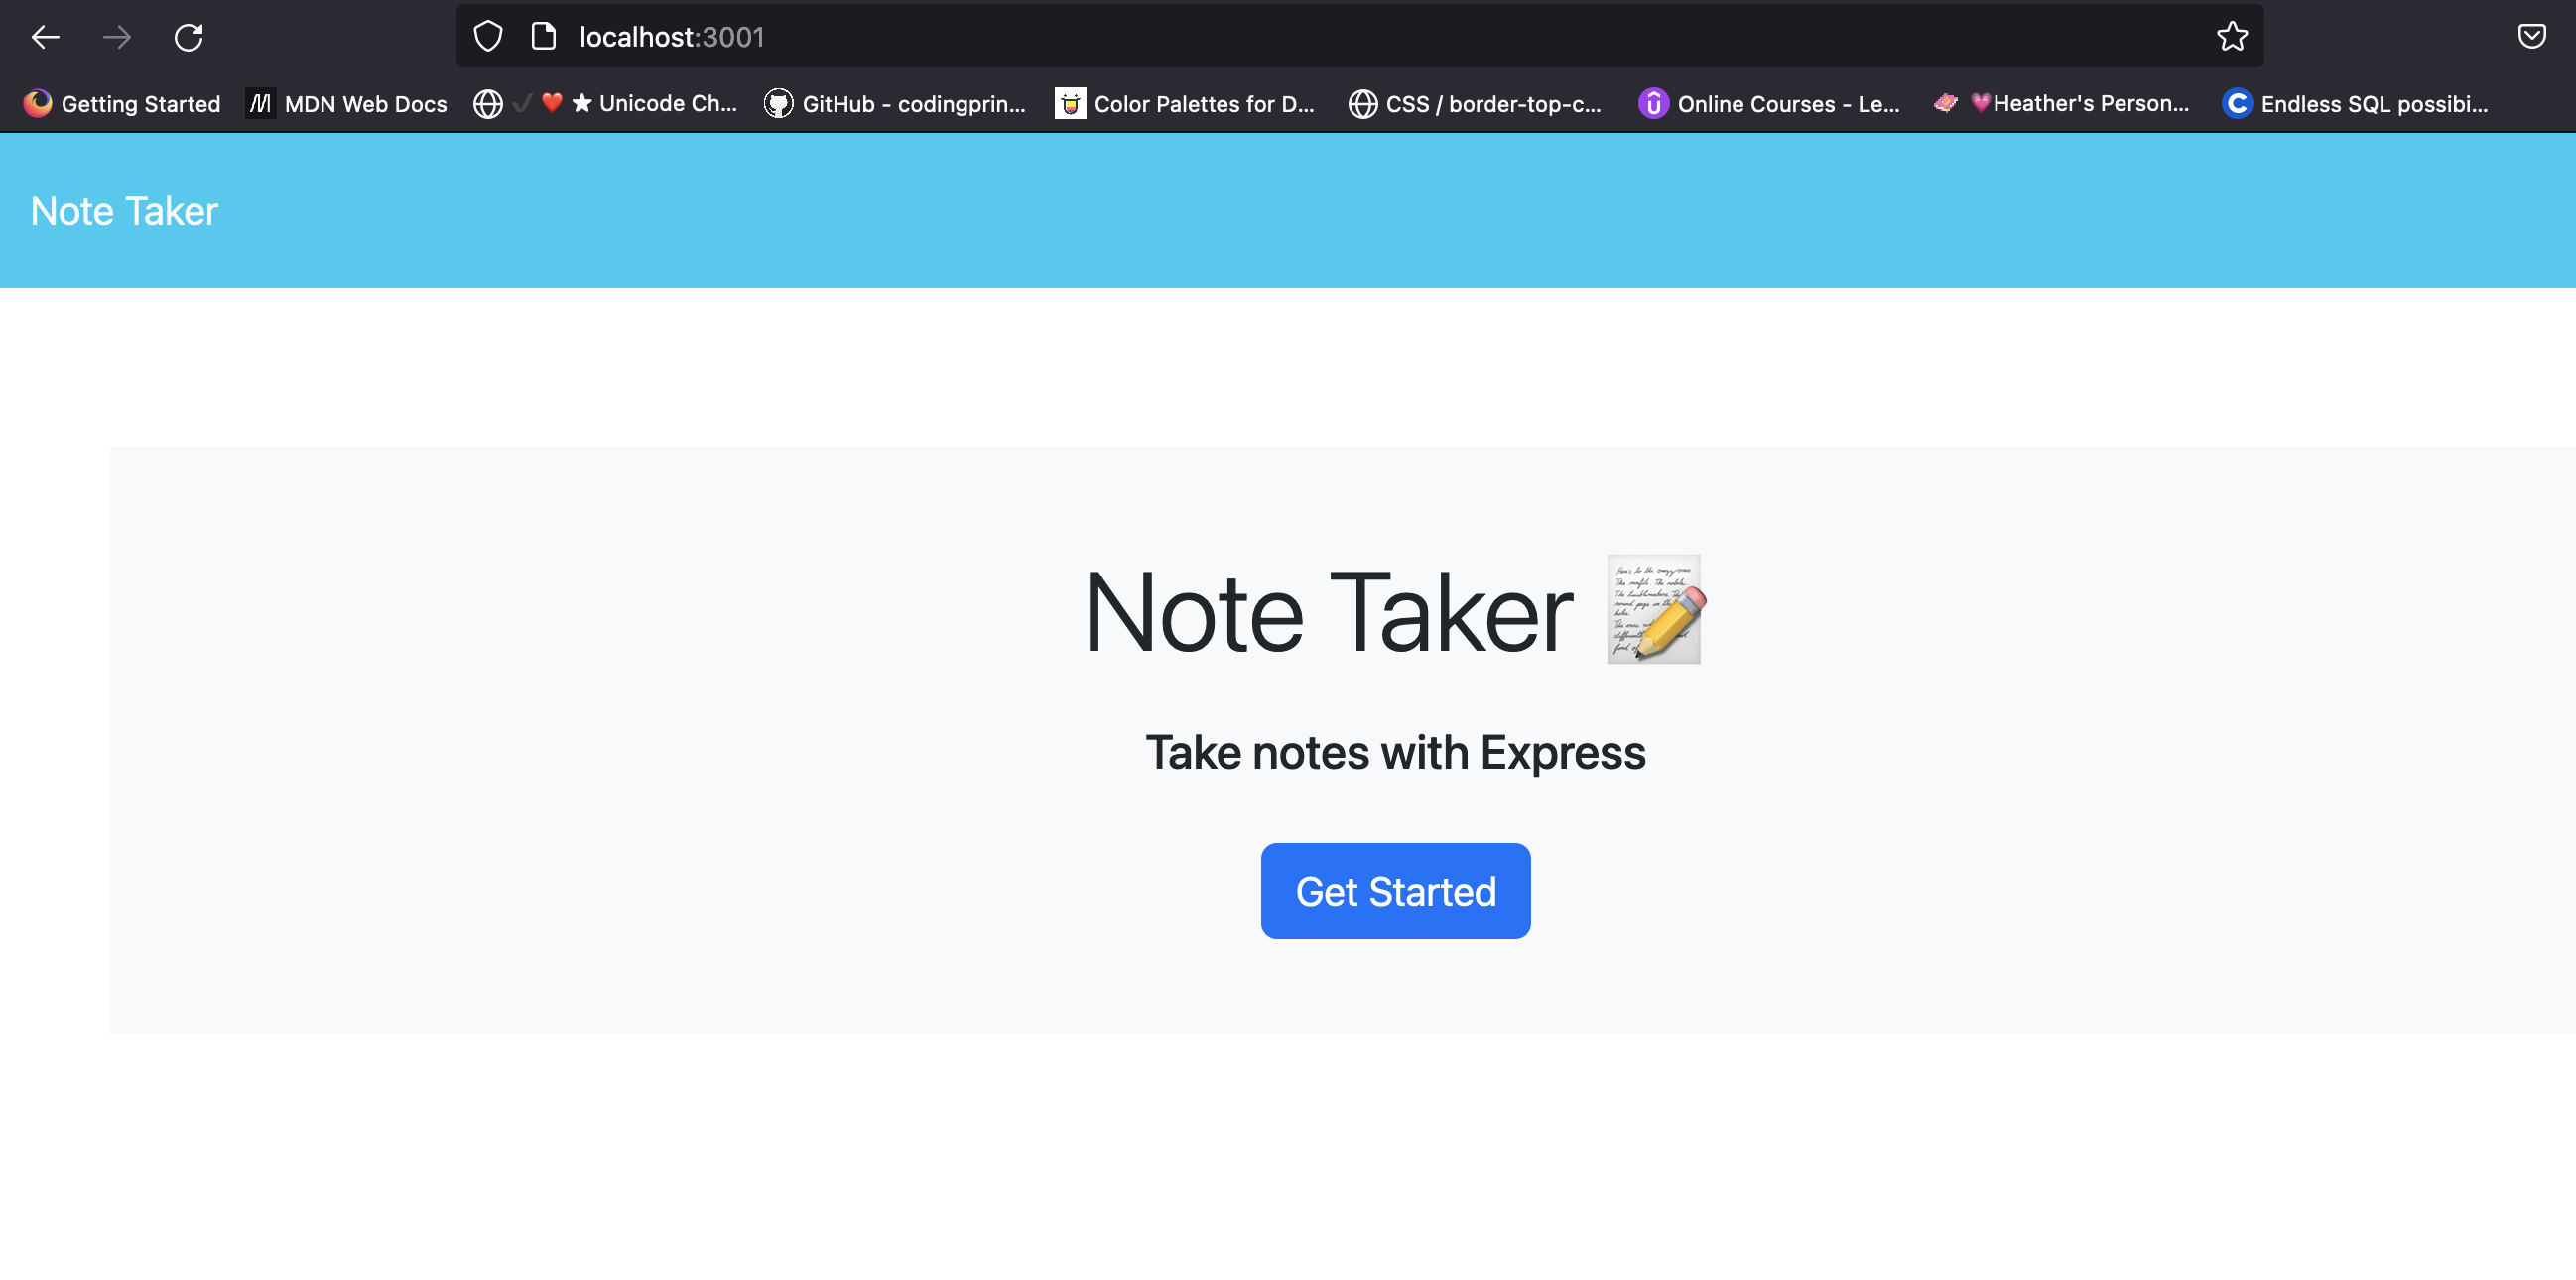 localhost:3001
Getting Started MDN Web Docs ✓ ❤️ ★ Unicode Ch... GitHub - codingprin... Color Palettes for D... CSS / border-top-c... Online Courses - Le... 💗Heather's Person... Endless SQL possibi...
Note Taker
Note Taker 📝
Take notes with Express
Get Started